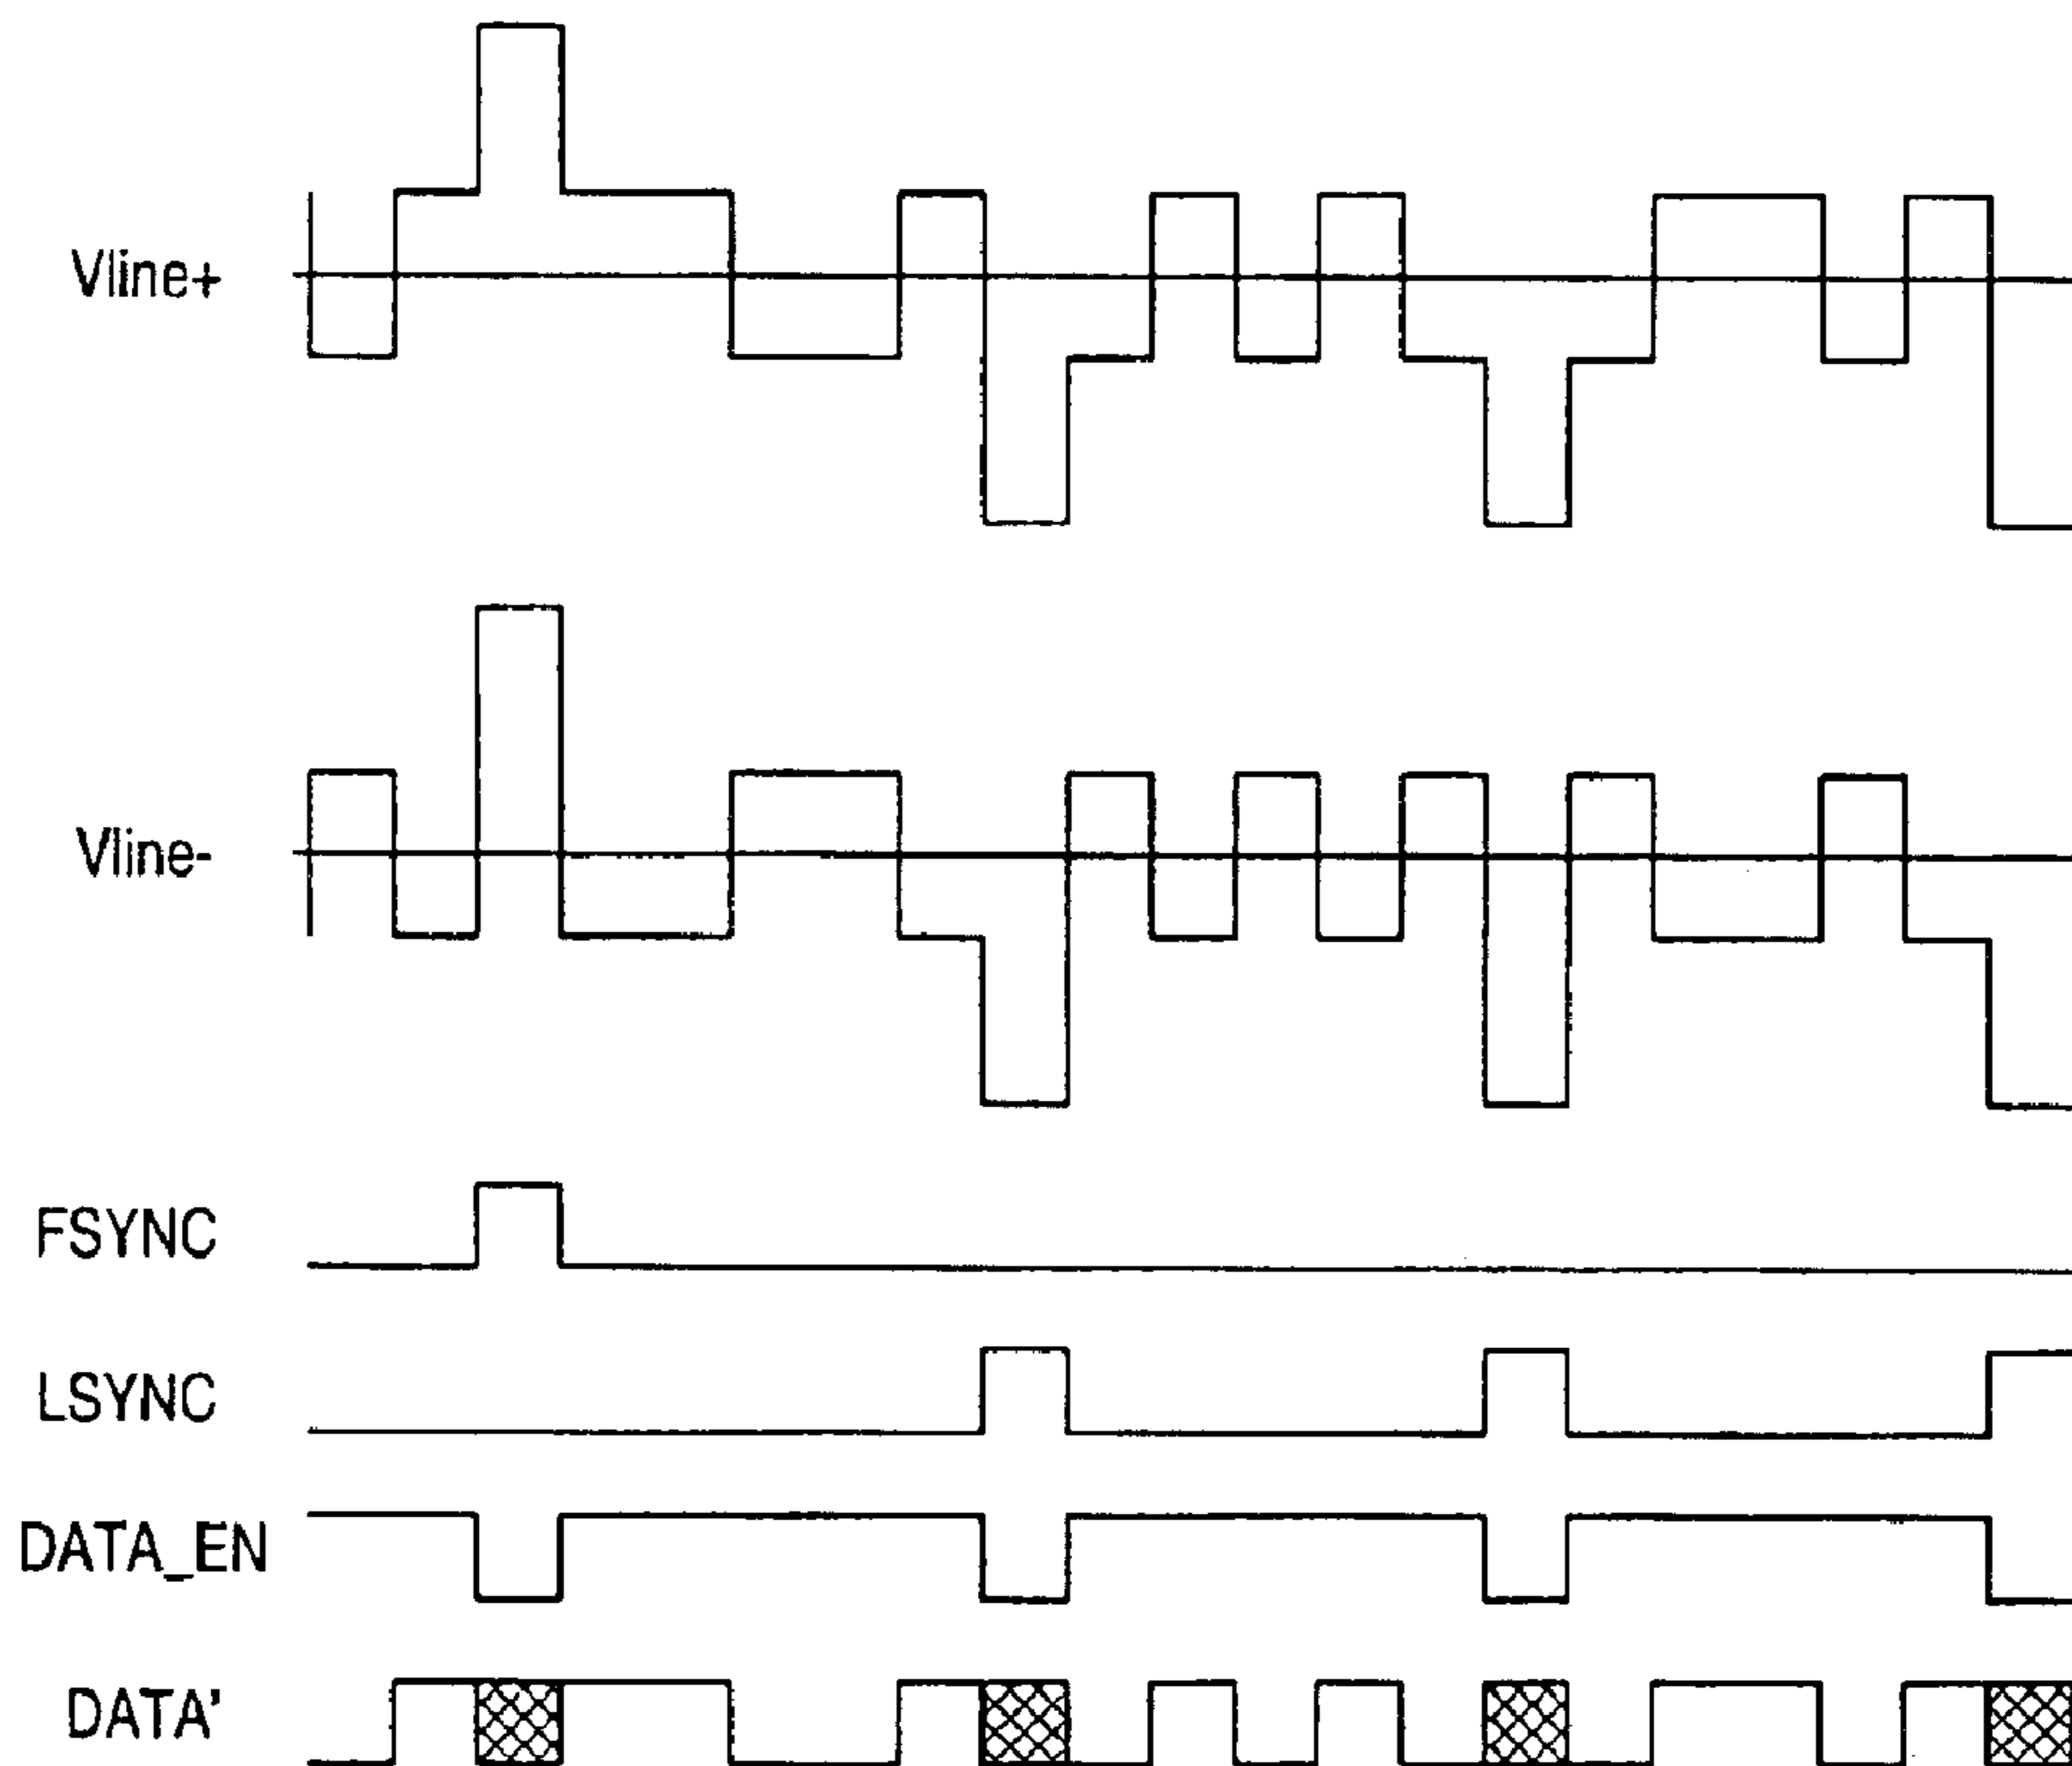 Vline+
Vline-
FSYNC
LSYNC
DATA_EN
DATA'